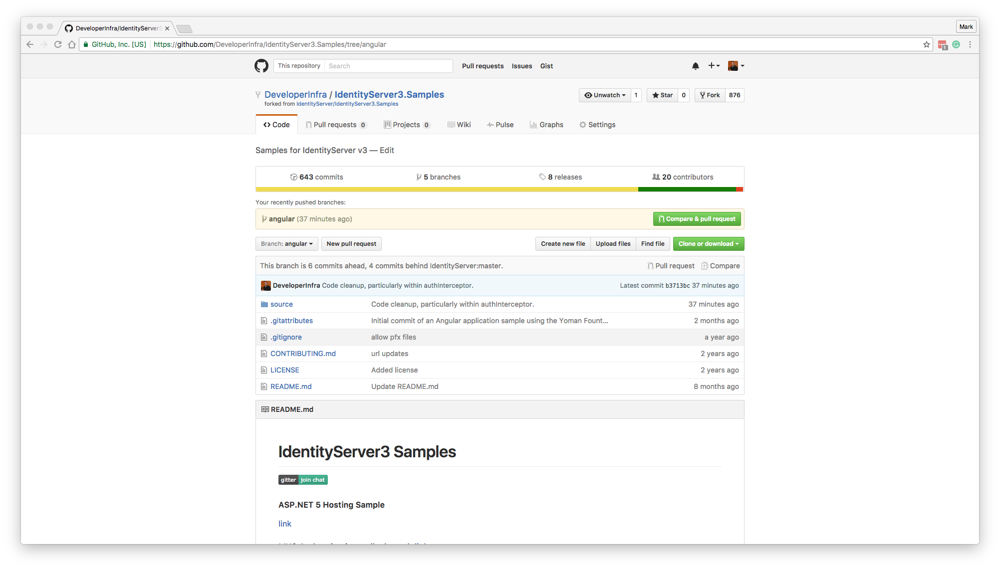 DeveloperInfra/IdentityServer3
Mark
GitHub, Inc. [US] https://github.com/DeveloperInfra/IdentityServer3.Samples/tree/angular
1
This repository Search Pull requests Issues Gist
DeveloperInfra / IdentityServer3.Samples
Unwatch 1 Star 0 Fork 876
forked from IdentityServer/IdentityServer3.Samples
Code Pull requests 0 Projects 0 Wiki Pulse Graphs Settings
Samples for IdentityServer v3 — Edit
643 commits 5 branches 8 releases 20 contributors
Your recently pushed branches:
angular (37 minutes ago) Compare & pull request
Branch: angular New pull request Create new file Upload files Find file Clone or download
This branch is 6 commits ahead, 4 commits behind IdentityServer:master. Pull request Compare
DeveloperInfra Code cleanup, particularly within authInterceptor. Latest commit b3713bc 37 minutes ago
source Code cleanup, particularly within authInterceptor. 37 minutes ago
.gitattributes Initial commit of an Angular application sample using the Yoman Fount... 2 months ago
.gitignore allow pfx files a year ago
CONTRIBUTING.md url updates 2 years ago
LICENSE Added license 2 years ago
README.md Update README.md 8 months ago
README.md
IdentityServer3 Samples
gitter join chat
ASP.NET 5 Hosting Sample
link